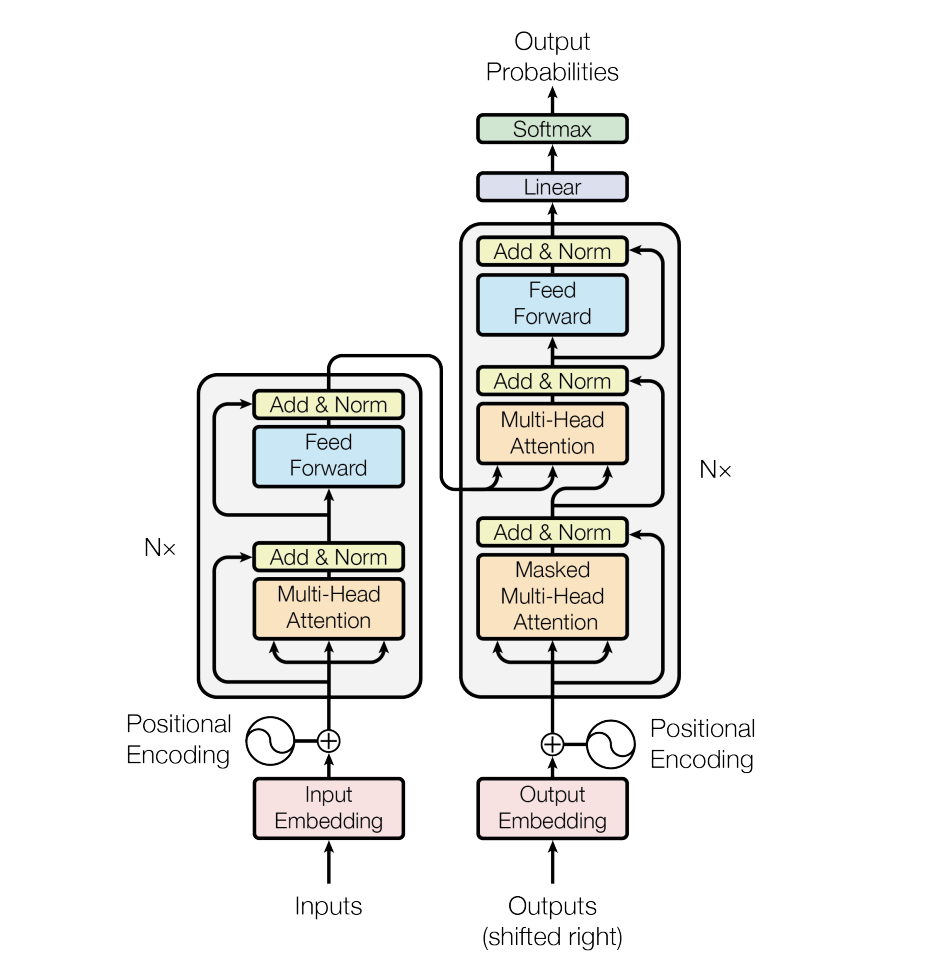 Output
Probabilities
Softmax
Linear
Add & Norm
Feed
Forward
Add & Norm
Multi-Head
Attention
Nx
Add & Norm
Masked
Multi-Head
Attention
Add & Norm
Feed
Forward
Nx
Add & Norm
Multi-Head
Attention
Positional
Encoding
Positional
Encoding
Input
Embedding
Output
Embedding
Inputs
Outputs
(shifted right)